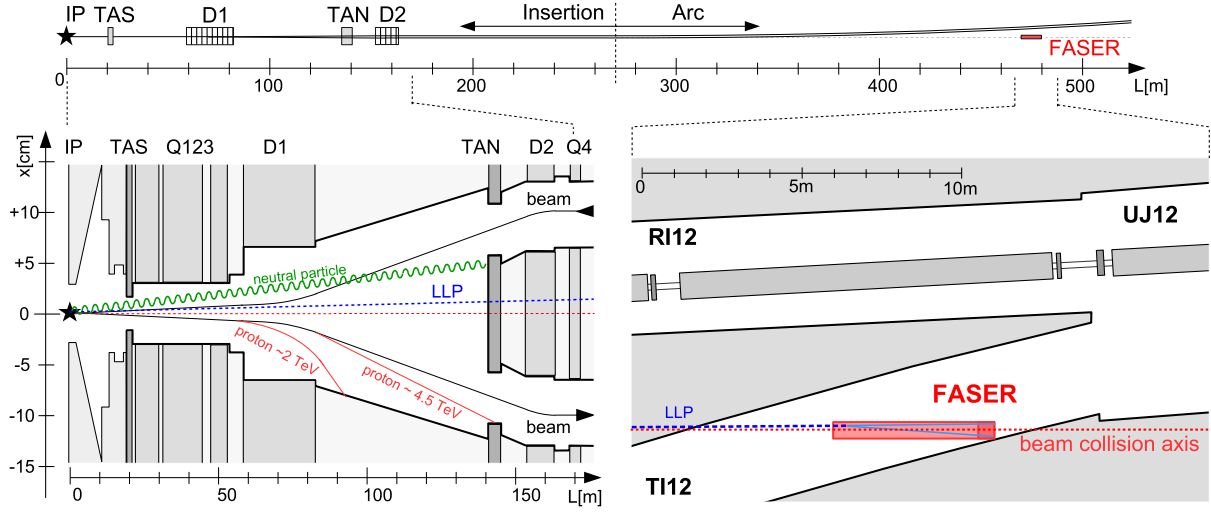 IP TAS D1 TAN D2 Insertion Arc
FASER
0 100 200 300 400 500 L[m]
IP TAS Q123 D1 TAN D2 Q4
x[cm]
+10
+5
0
-5
-10
-15
beam
neutral particle
LLP
proton ~2 TeV
proton ~ 4.5 TeV
beam
0 50 100 150 L[m]
0 5m 10m
RI12
UJ12
FASER
LLP
beam collision axis
TI12